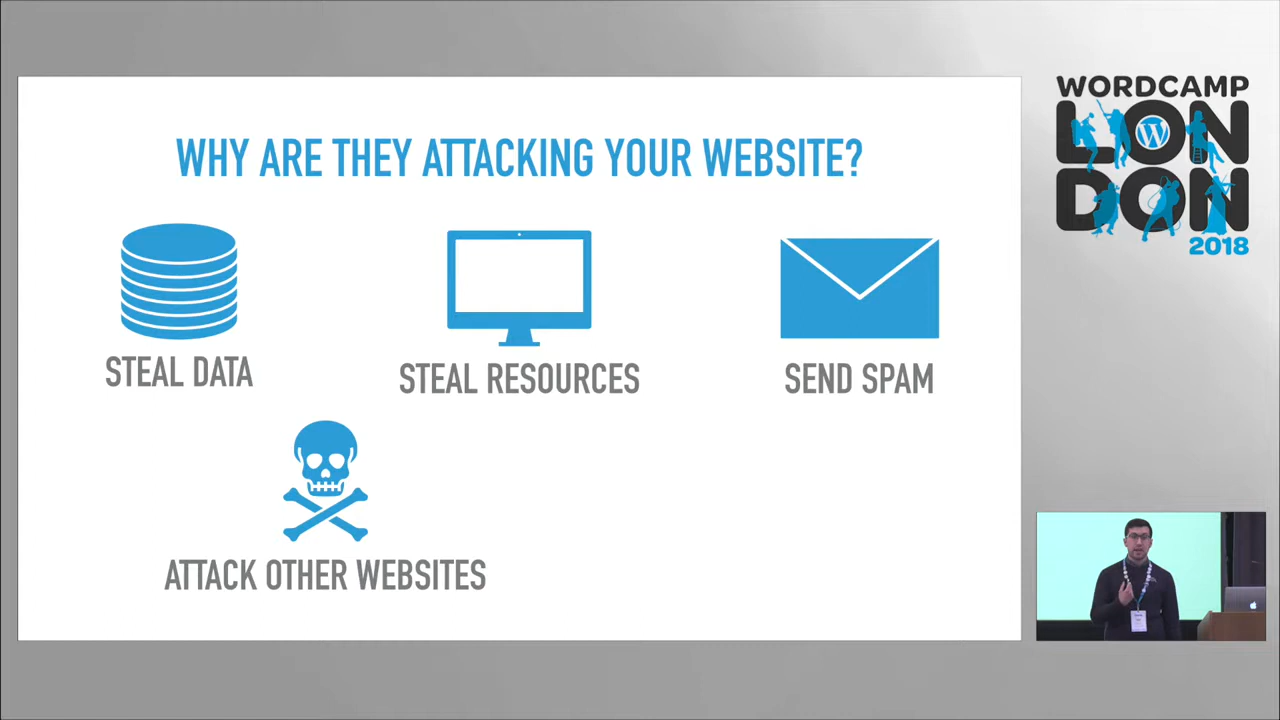 WHY ARE THEY ATTACKING YOUR WEBSITE?
STEAL DATA
STEAL RESOURCES
SEND SPAM
ATTACK OTHER WEBSITES
WORDCAMP
LON
DON
2018